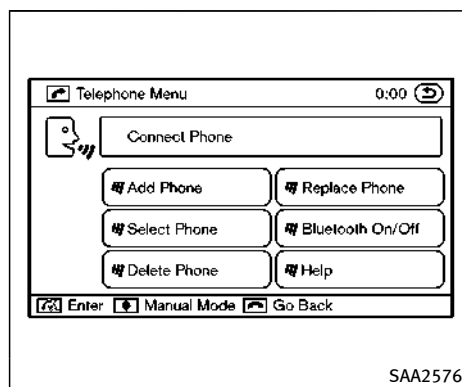 Telephone Menu 0:00
Connect Phone
Add Phone Replace Phone
Select Phone Bluetooth On/Off
Delete Phone Help
Enter Manual Mode Go Back
SAA2576